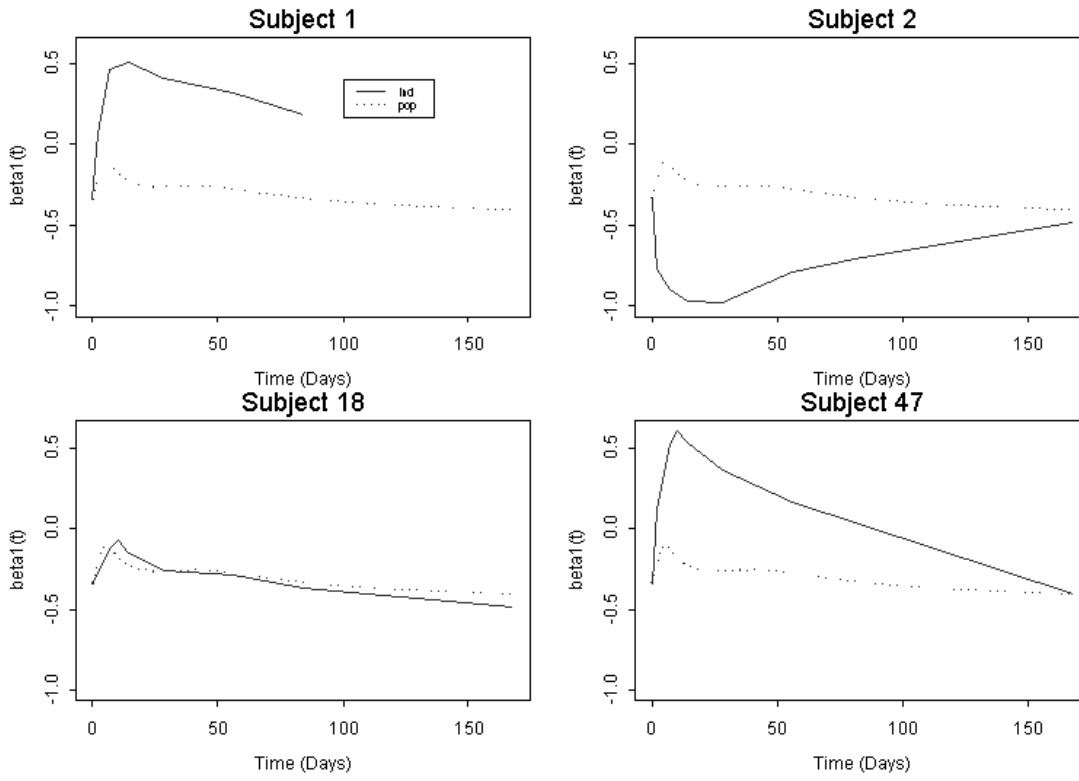 Subject 1
0.5
0.0
-0.5
-1.0
beta1(t)
Ind
pop
0 50 100 150
Time (Days)
Subject 2
0.5
0.0
-0.5
-1.0
beta1(t)
0 50 100 150
Time (Days)
Subject 18
0.5
0.0
-0.5
-1.0
beta1(t)
0 50 100 150
Time (Days)
Subject 47
0.5
0.0
-0.5
-1.0
beta1(t)
0 50 100 150
Time (Days)